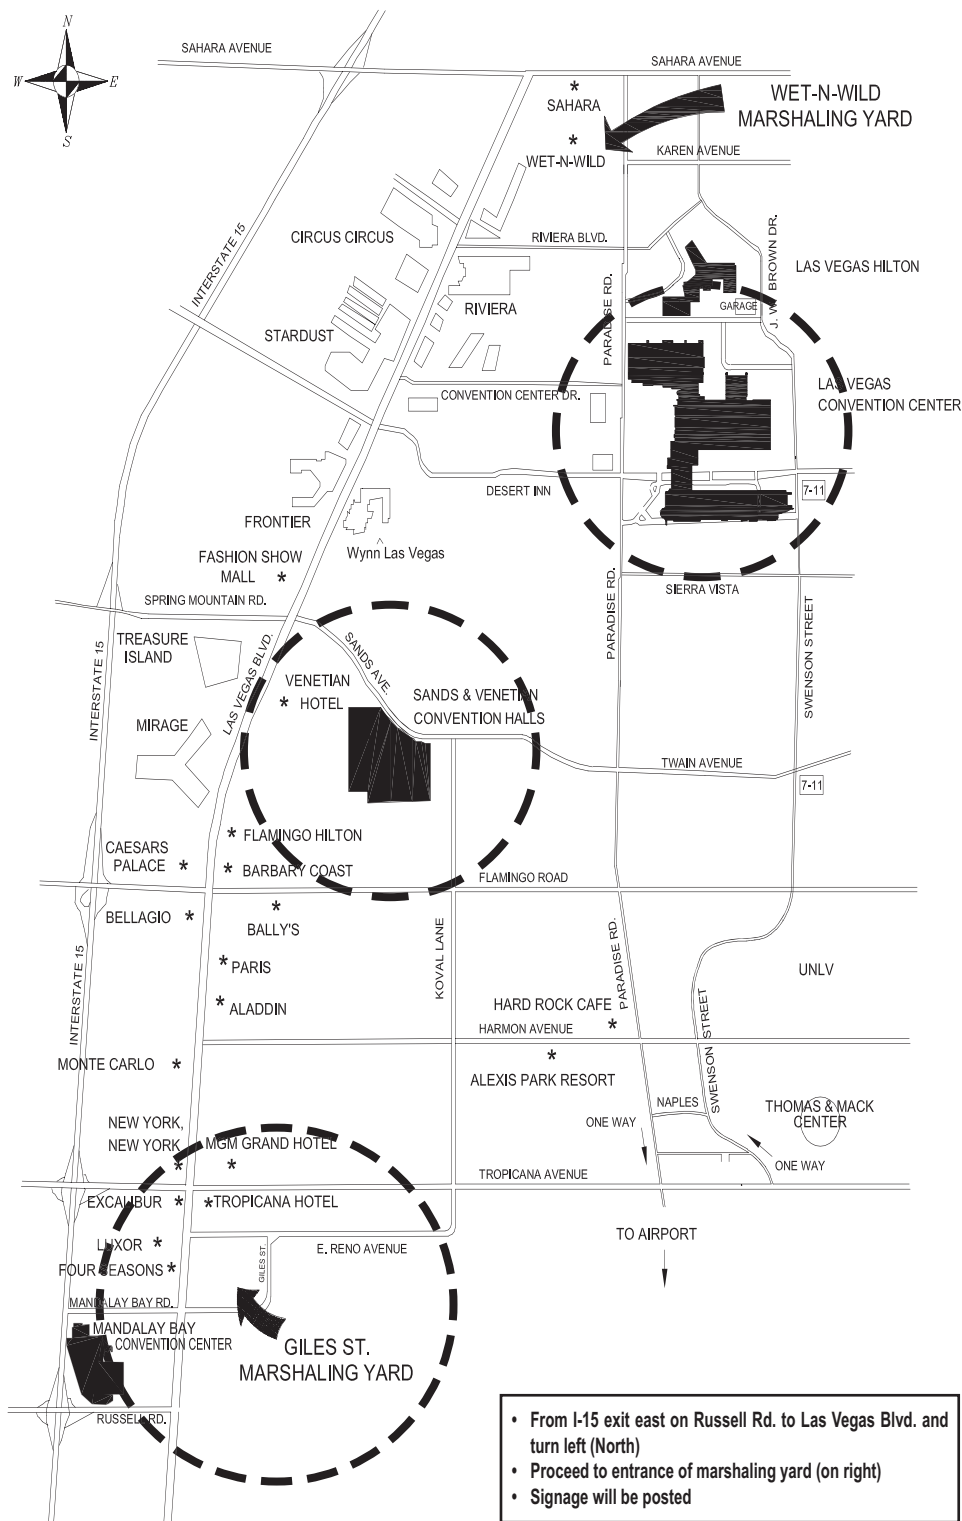 N
W
E
S
SAHARA AVENUE
SAHARA AVENUE
*
SAHARA
WET-N-WILD
MARSHALING YARD
*
WET-N-WILD
KAREN AVENUE
INTERSTATE 15
CIRCUS CIRCUS
RIVIERA BLVD.
J. W. BROWN DR.
LAS VEGAS HILTON
RIVIERA
PARADISE RD.
GARAGE
STARDUST
CONVENTION CENTER DR.
LAS VEGAS
CONVENTION CENTER
DESERT INN
7-11
FRONTIER
Wynn Las Vegas
FASHION SHOW
MALL *
SIERRA VISTA
SPRING MOUNTAIN RD.
PARADISE RD.
SWENSON STREET
TREASURE
ISLAND
INTERSTATE 15
LAS VEGAS BLVD.
SANDS AVE.
VENETIAN
* HOTEL
SANDS & VENETIAN
CONVENTION HALLS
MIRAGE
TWAIN AVENUE
7-11
* FLAMINGO HILTON
CAESARS
PALACE *
* BARBARY COAST
FLAMINGO ROAD
BELLAGIO *
*
BALLY'S
KOVAL LANE
PARADISE RD.
* PARIS
UNLV
INTERSTATE 15
* ALADDIN
HARD ROCK CAFE
*
SWENSON STREET
HARMON AVENUE
MONTE CARLO *
*
ALEXIS PARK RESORT
NAPLES
THOMAS & MACK
CENTER
NEW YORK,
NEW YORK
*
MGM GRAND HOTEL
*
ONE WAY
ONE WAY
TROPICANA AVENUE
EXCALIBUR *
*TROPICANA HOTEL
TO AIRPORT
LUXOR *
E. RENO AVENUE
GILES ST.
FOUR SEASONS *
MANDALAY BAY RD.
MANDALAY BAY
CONVENTION CENTER
GILES ST.
MARSHALING YARD
RUSSELL RD.
• From I-15 exit east on Russell Rd. to Las Vegas Blvd. and
turn left (North)
• Proceed to entrance of marshaling yard (on right)
• Signage will be posted